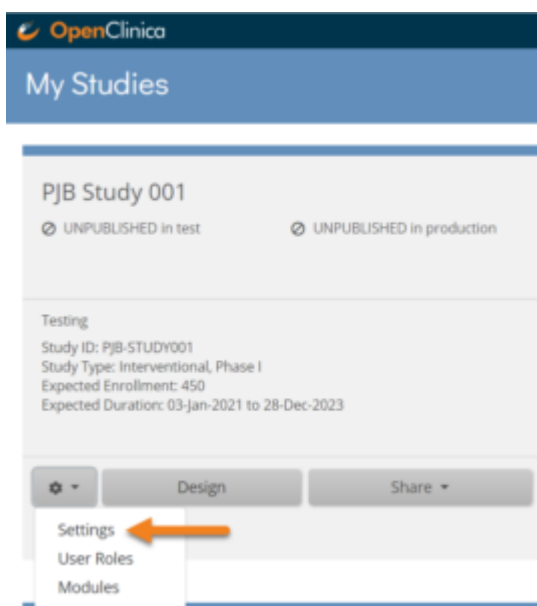 OpenClinica
My Studies
PJB Study 001
UNPUBLISHED in test
UNPUBLISHED in production
Testing
Study ID: PJB-STUDY001
Study Type: Interventional, Phase I
Expected Enrollment: 450
Expected Duration: 03-Jan-2021 to 28-Dec-2023
Design
Share
Settings
User Roles
Modules